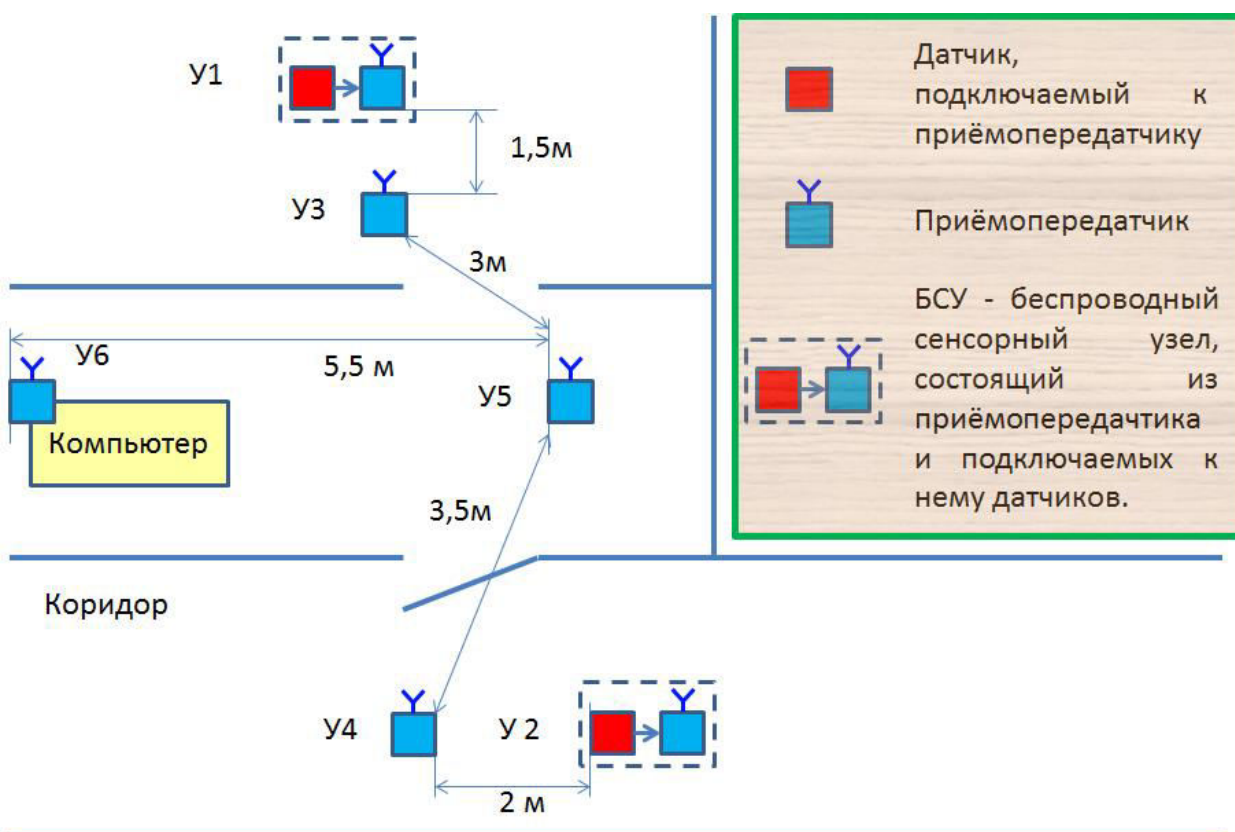 У1
1,5м
У3
3м
У6
5,5 м
У5
Компьютер
3,5м
Коридор
У4
У 2
2 м
Датчик,
подключаемый к
приёмопередатчику
Приёмопередатчик
БСУ - беспроводный
сенсорный узел,
состоящий из
приёмопередачтика
и подключаемых к
нему датчиков.